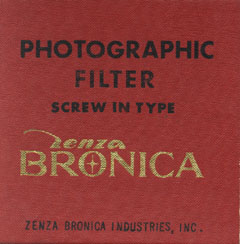 PHOTOGRAPHIC
FILTER
SCREW IN TYPE
Zenza
BRONICA
ZENZA BRONICA INDUSTRIES, INC.